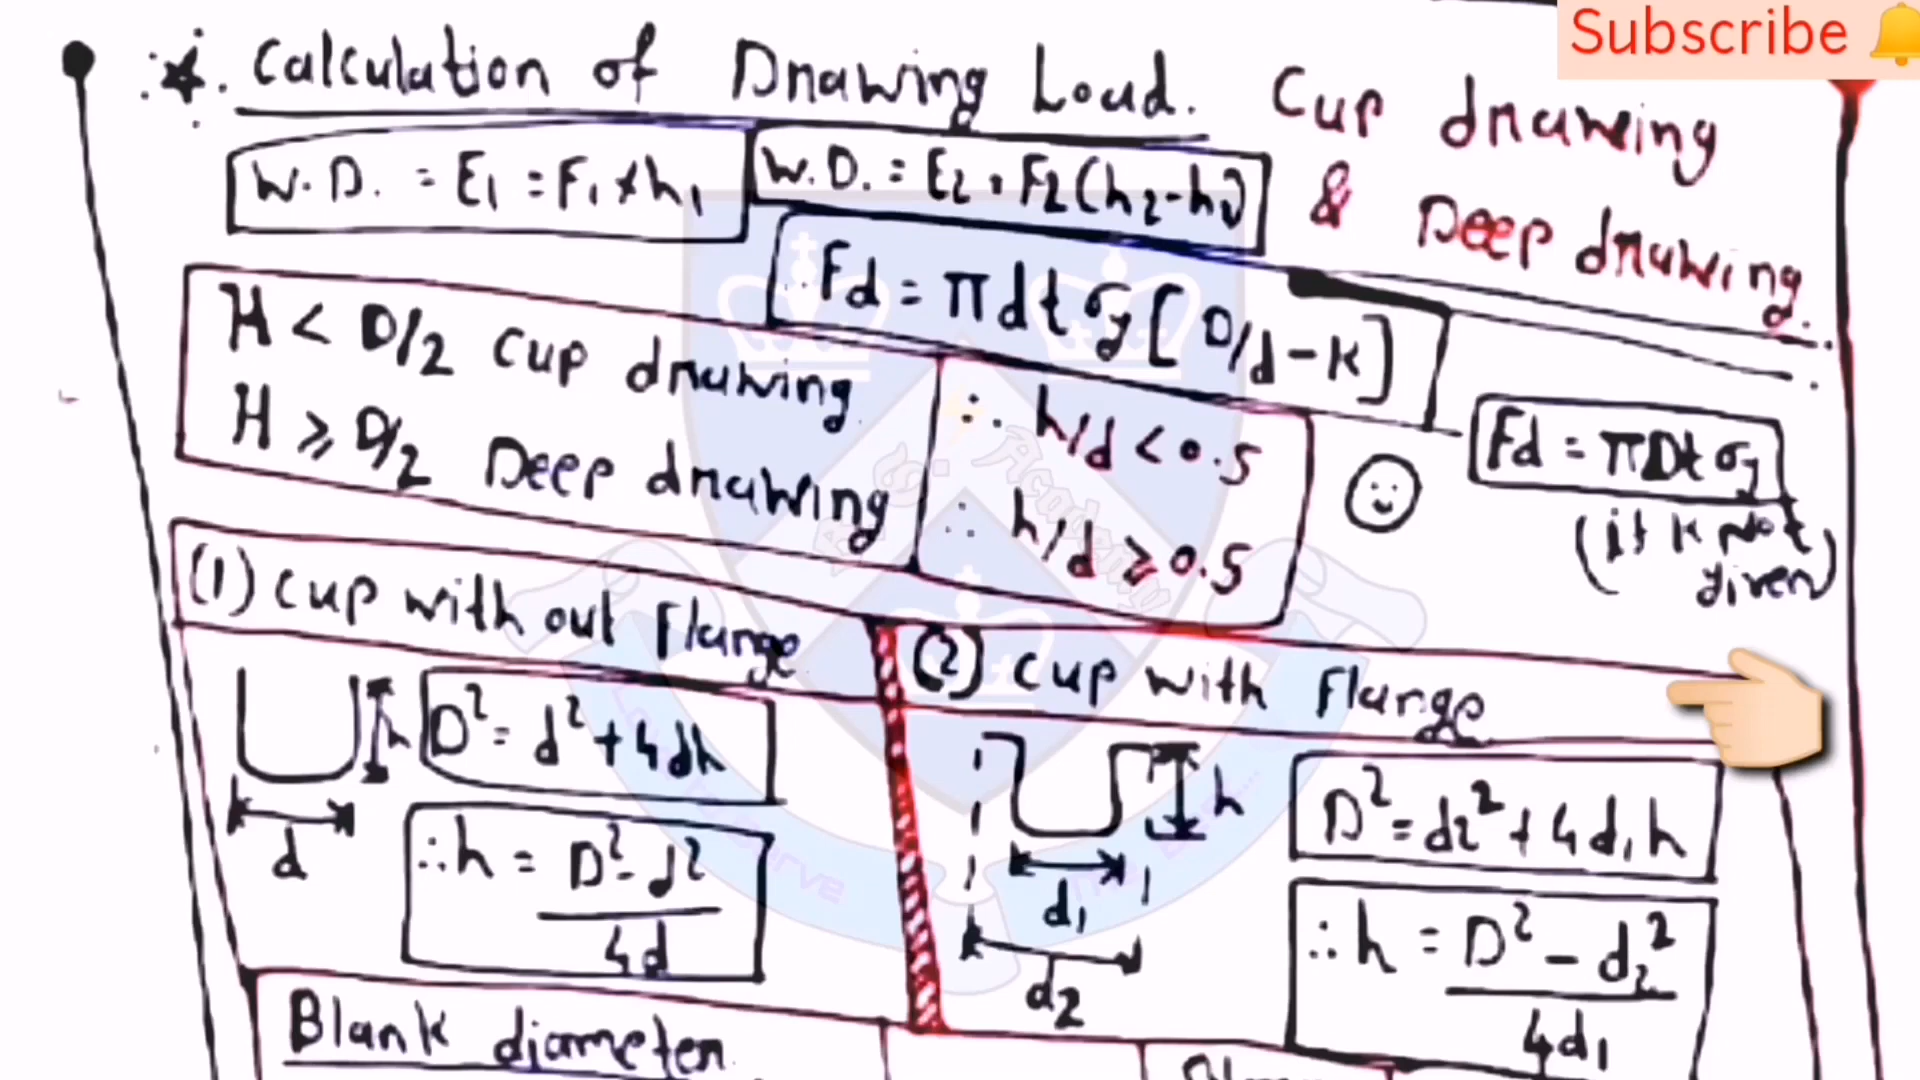 Subscribe
Calculation of Drawing Load. Cup drawing
& Deep drawing.
W.D. = E1 = F1 * h1
W.D. = E2 = F2(h2-h1)
Fd = πdtσy[D/d-K]
H < D/2 Cup drawing
H ⩾ D/2 Deep drawing
∴ h/d < 0.5
∴ h/d ⩾ 0.5
Fd = πDtσy
(if K Not given)
(1) Cup with out Flange
h
d
D² = d² + 4dh
∴ h = D² - d² / 4d
(2) Cup with Flange
h
d1
d2
D² = d2² + 4d1h
∴ h = D² - d2² / 4d1
Blank diameter
Academy